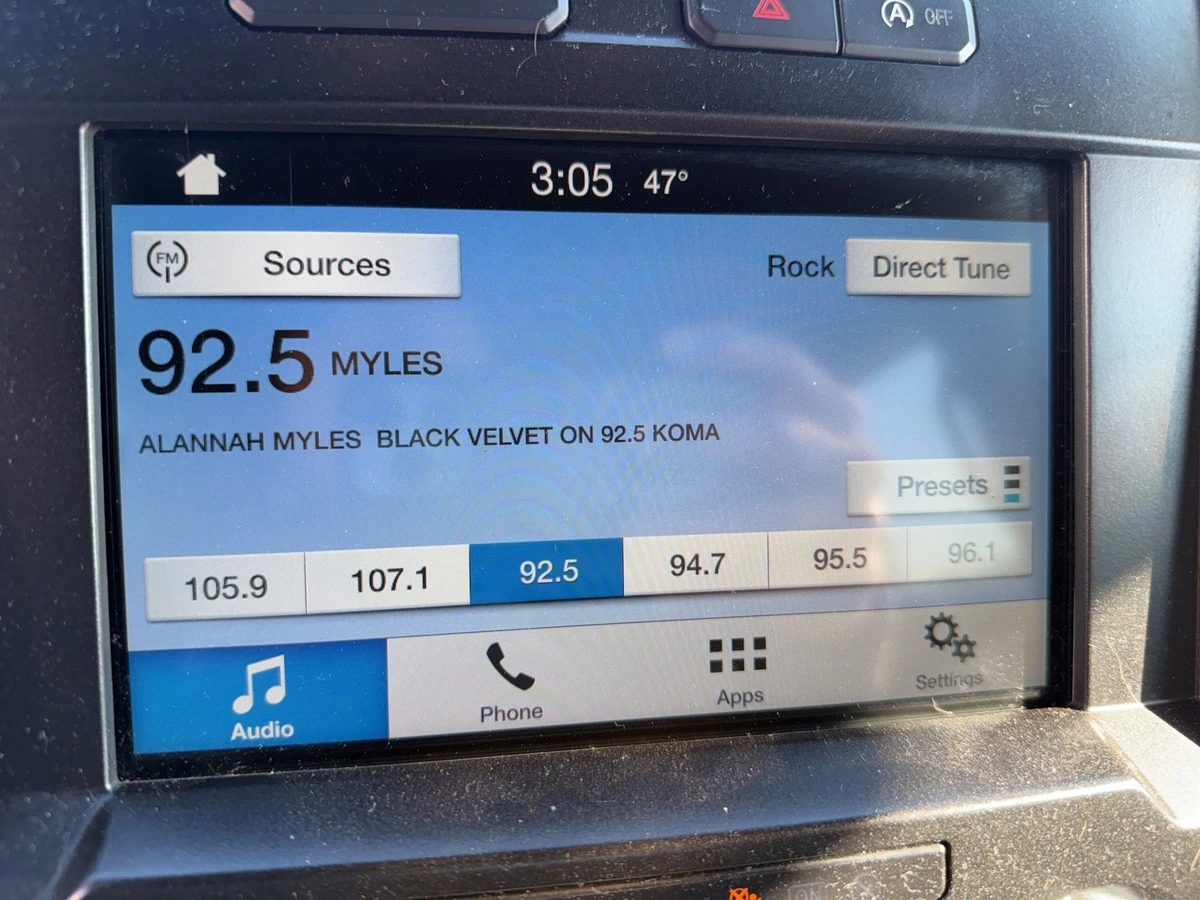 A OFF
3:05 47°
FM Sources Rock Direct Tune
92.5 MYLES
ALANNAH MYLES BLACK VELVET ON 92.5 KOMA
Presets
105.9 107.1 92.5 94.7 95.5 96.1
Audio Phone Apps Settings